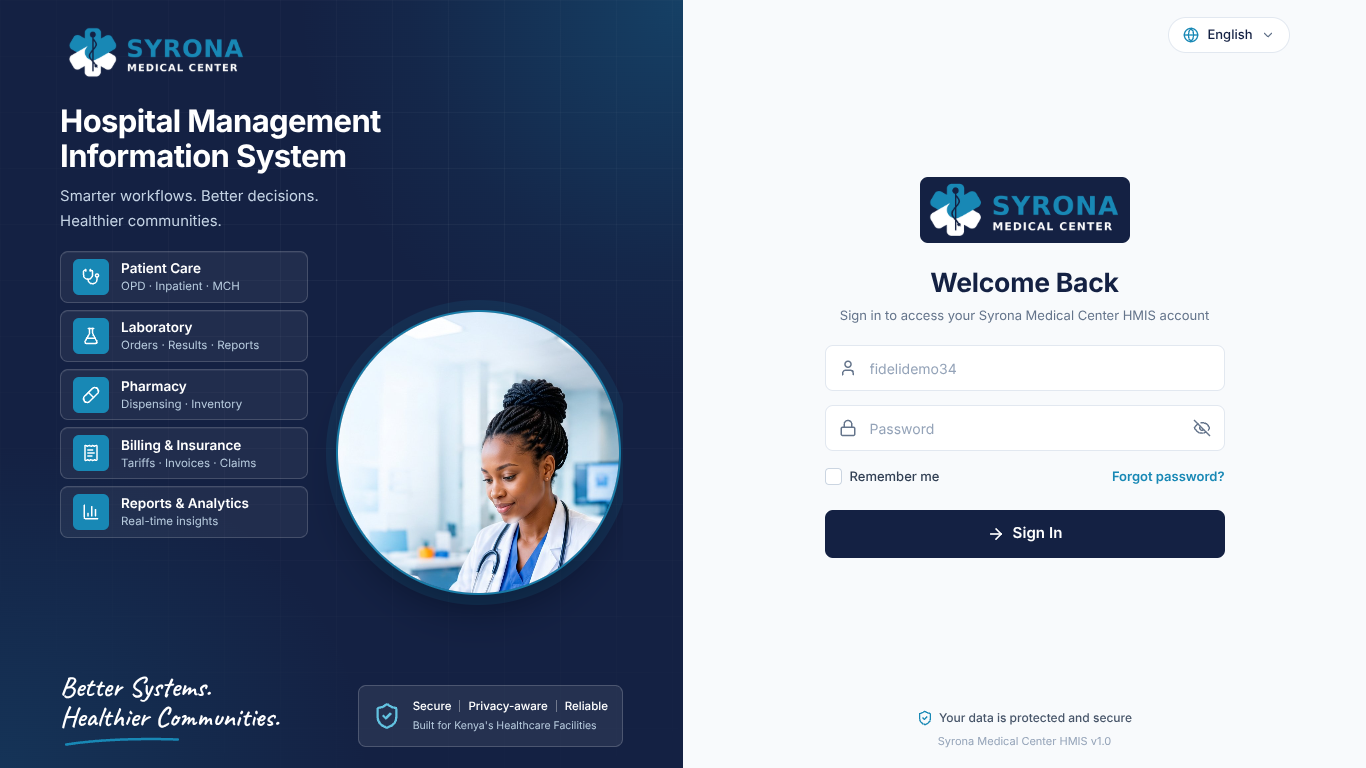 SYRONA
MEDICAL CENTER
Hospital Management
Information System
Smarter workflows. Better decisions.
Healthier communities.
Patient Care
OPD · Inpatient · MCH
Laboratory
Orders · Results · Reports
Pharmacy
Dispensing · Inventory
Billing & Insurance
Tariffs · Invoices · Claims
Reports & Analytics
Real-time insights
Better Systems.
Healthier Communities.
Secure | Privacy-aware | Reliable
Built for Kenya's Healthcare Facilities
English
SYRONA
MEDICAL CENTER
Welcome Back
Sign in to access your Syrona Medical Center HMIS account
fidelidemo34
Password
Remember me
Forgot password?
Sign In
Your data is protected and secure
Syrona Medical Center HMIS v1.0